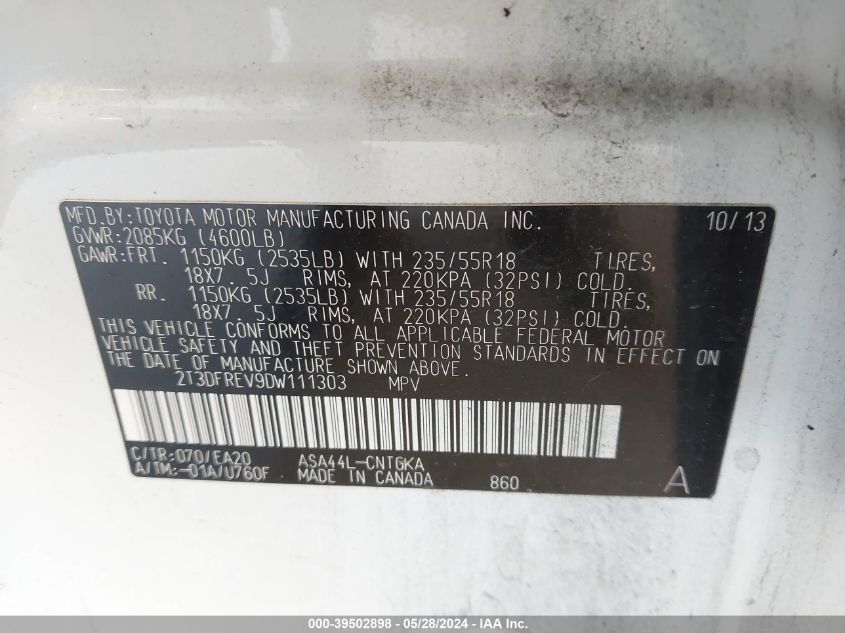 MFD.BY:TOYOTA MOTOR MANUFACTURING CANADA INC. 10/13
GVWR:2085KG (4600LB)
GAWR:FRT. 1150KG (2535LB) WITH 235/55R18 TIRES,
18X7. 5J RIMS, AT 220KPA (32PSI) COLD.
RR. 1150KG (2535LB) WITH 235/55R18 TIRES,
18X7. 5J RIMS, AT 220KPA (32PSI) COLD.
THIS VEHICLE CONFORMS TO ALL APPLICABLE FEDERAL MOTOR
VEHICLE SAFETY AND THEFT PREVENTION STANDARDS IN EFFECT ON
THE DATE OF MANUFACTURE SHOWN ABOVE.
2T3DFREV9DW111303 MPV
C/TR:070/EA20 ASA44L-CNTGKA
A/TM:-01A/U760F MADE IN CANADA 860 A
000-39502898 - 05/28/2024 - IAA Inc.